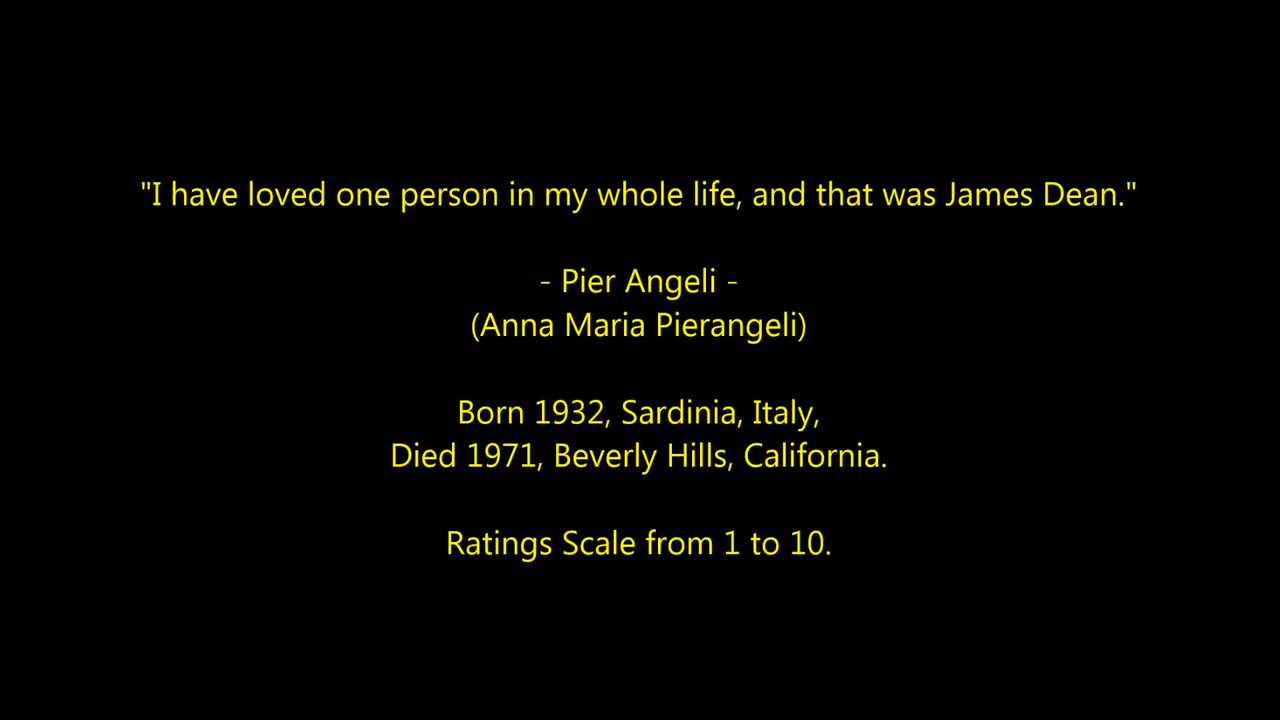 "I have loved one person in my whole life, and that was James Dean."
- Pier Angeli -
(Anna Maria Pierangeli)
Born 1932, Sardinia, Italy,
Died 1971, Beverly Hills, California.
Ratings Scale from 1 to 10.